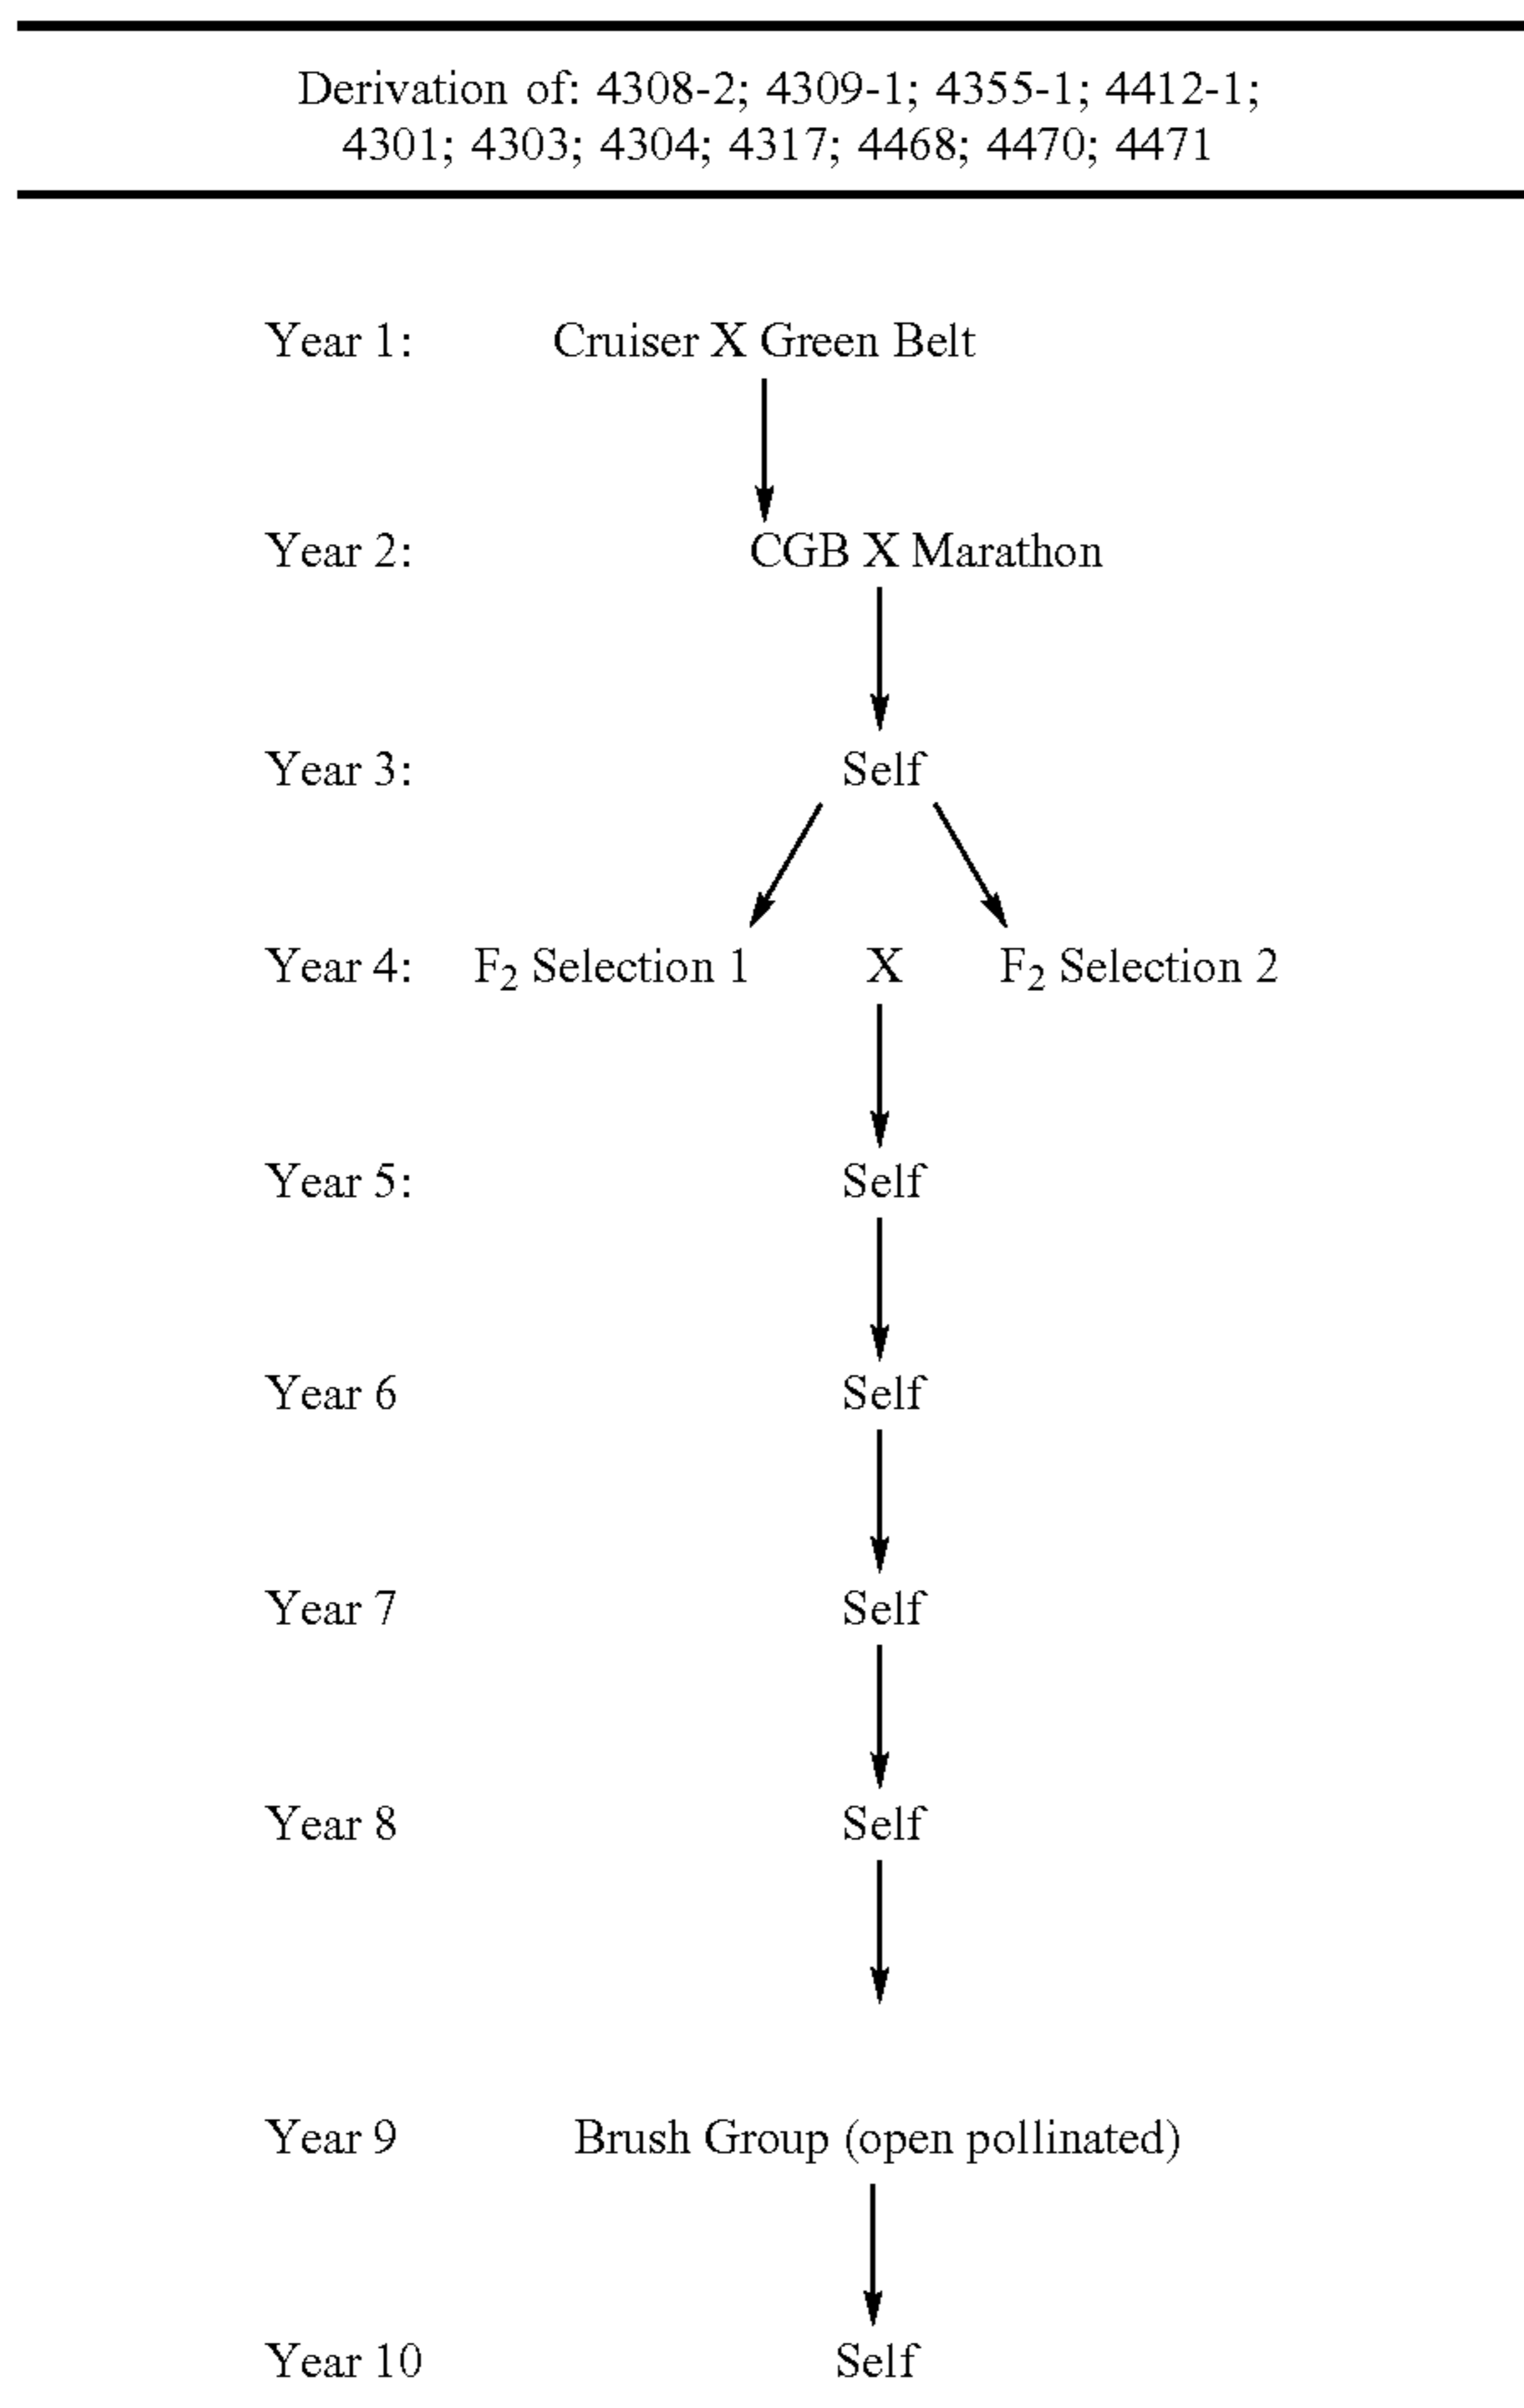 Derivation of: 4308-2; 4309-1; 4355-1; 4412-1;
4301; 4303; 4304; 4317; 4468; 4470; 4471
Year 1: Cruiser X Green Belt
Year 2: CGB X Marathon
Year 3: Self
Year 4: F₂ Selection 1 X F₂ Selection 2
Year 5: Self
Year 6 Self
Year 7 Self
Year 8 Self
Year 9 Brush Group (open pollinated)
Year 10 Self